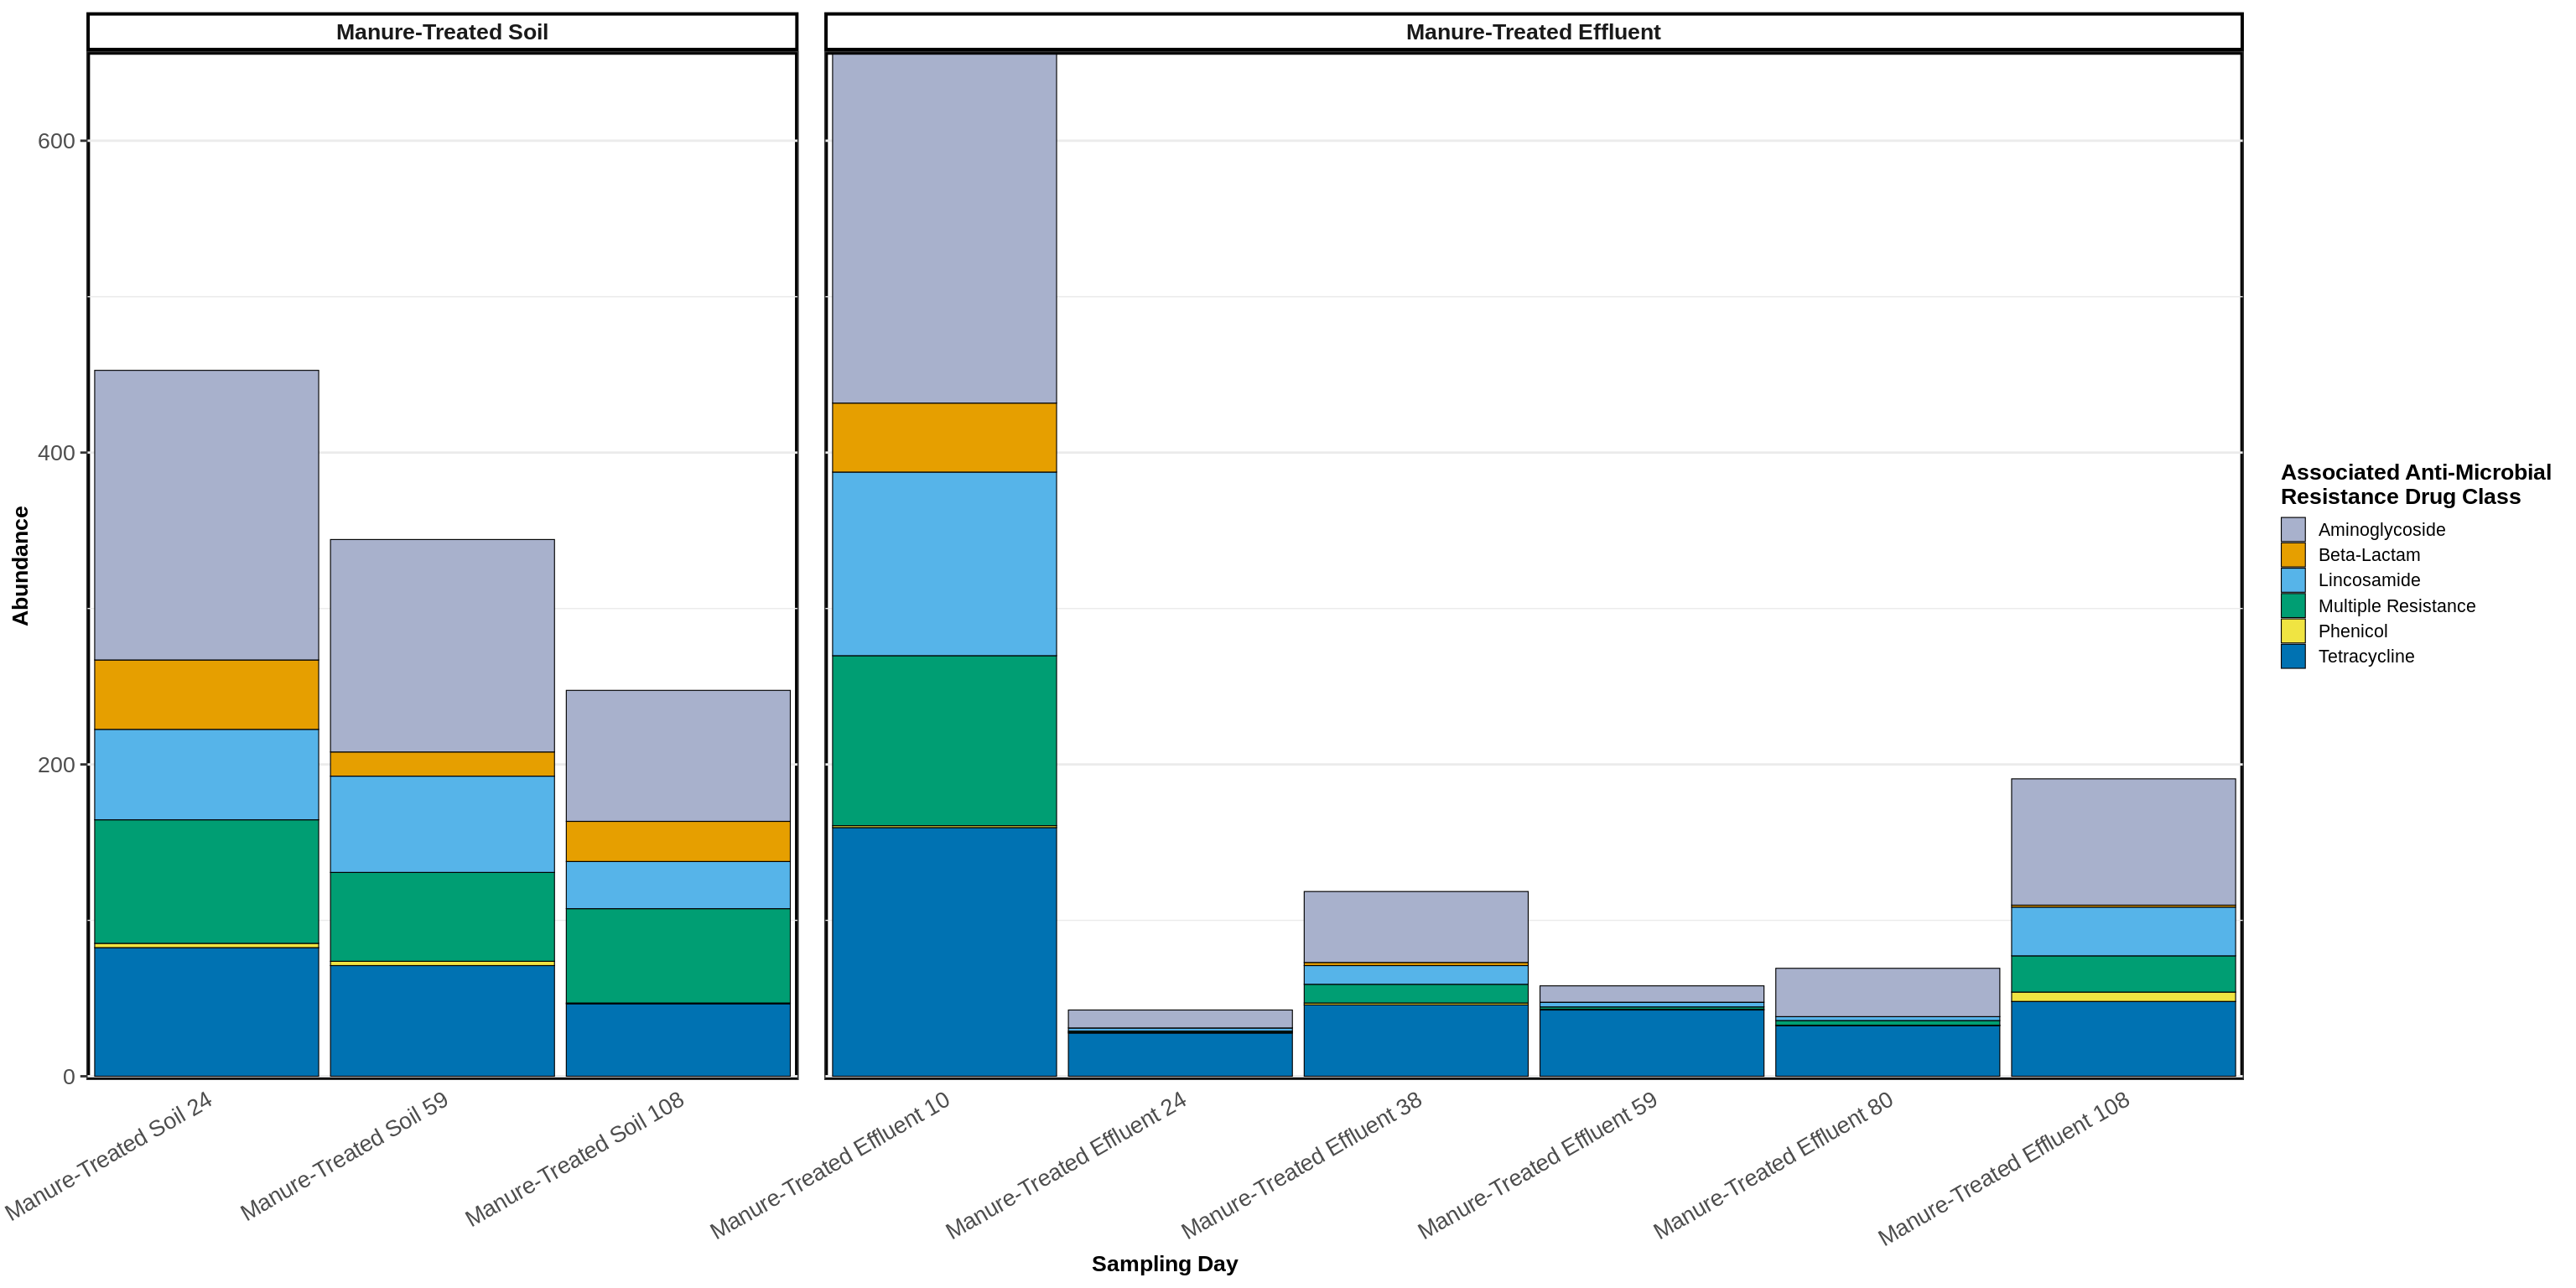 Manure-Treated Soil
Manure-Treated Effluent
600
400
200
0
Abundance
Manure-Treated Soil 24
Manure-Treated Soil 59
Manure-Treated Soil 108
Manure-Treated Effluent 10
Manure-Treated Effluent 24
Manure-Treated Effluent 38
Manure-Treated Effluent 59
Manure-Treated Effluent 80
Manure-Treated Effluent 108
Sampling Day
Associated Anti-Microbial
Resistance Drug Class
Aminoglycoside
Beta-Lactam
Lincosamide
Multiple Resistance
Phenicol
Tetracycline